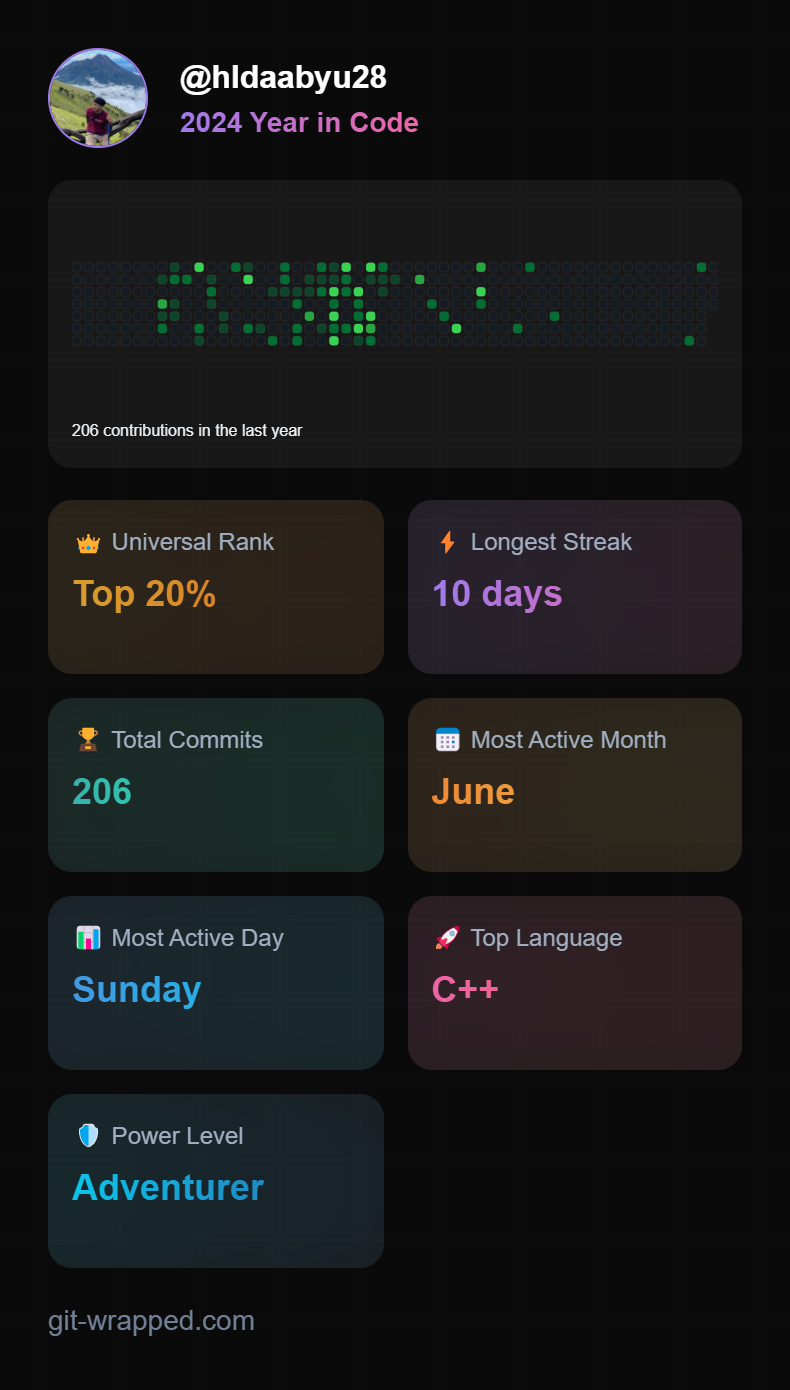 @hldaabyu28
2024 Year in Code
206 contributions in the last year
Universal Rank
Top 20%
Longest Streak
10 days
Total Commits
206
Most Active Month
June
Most Active Day
Sunday
Top Language
C++
Power Level
Adventurer
git-wrapped.com